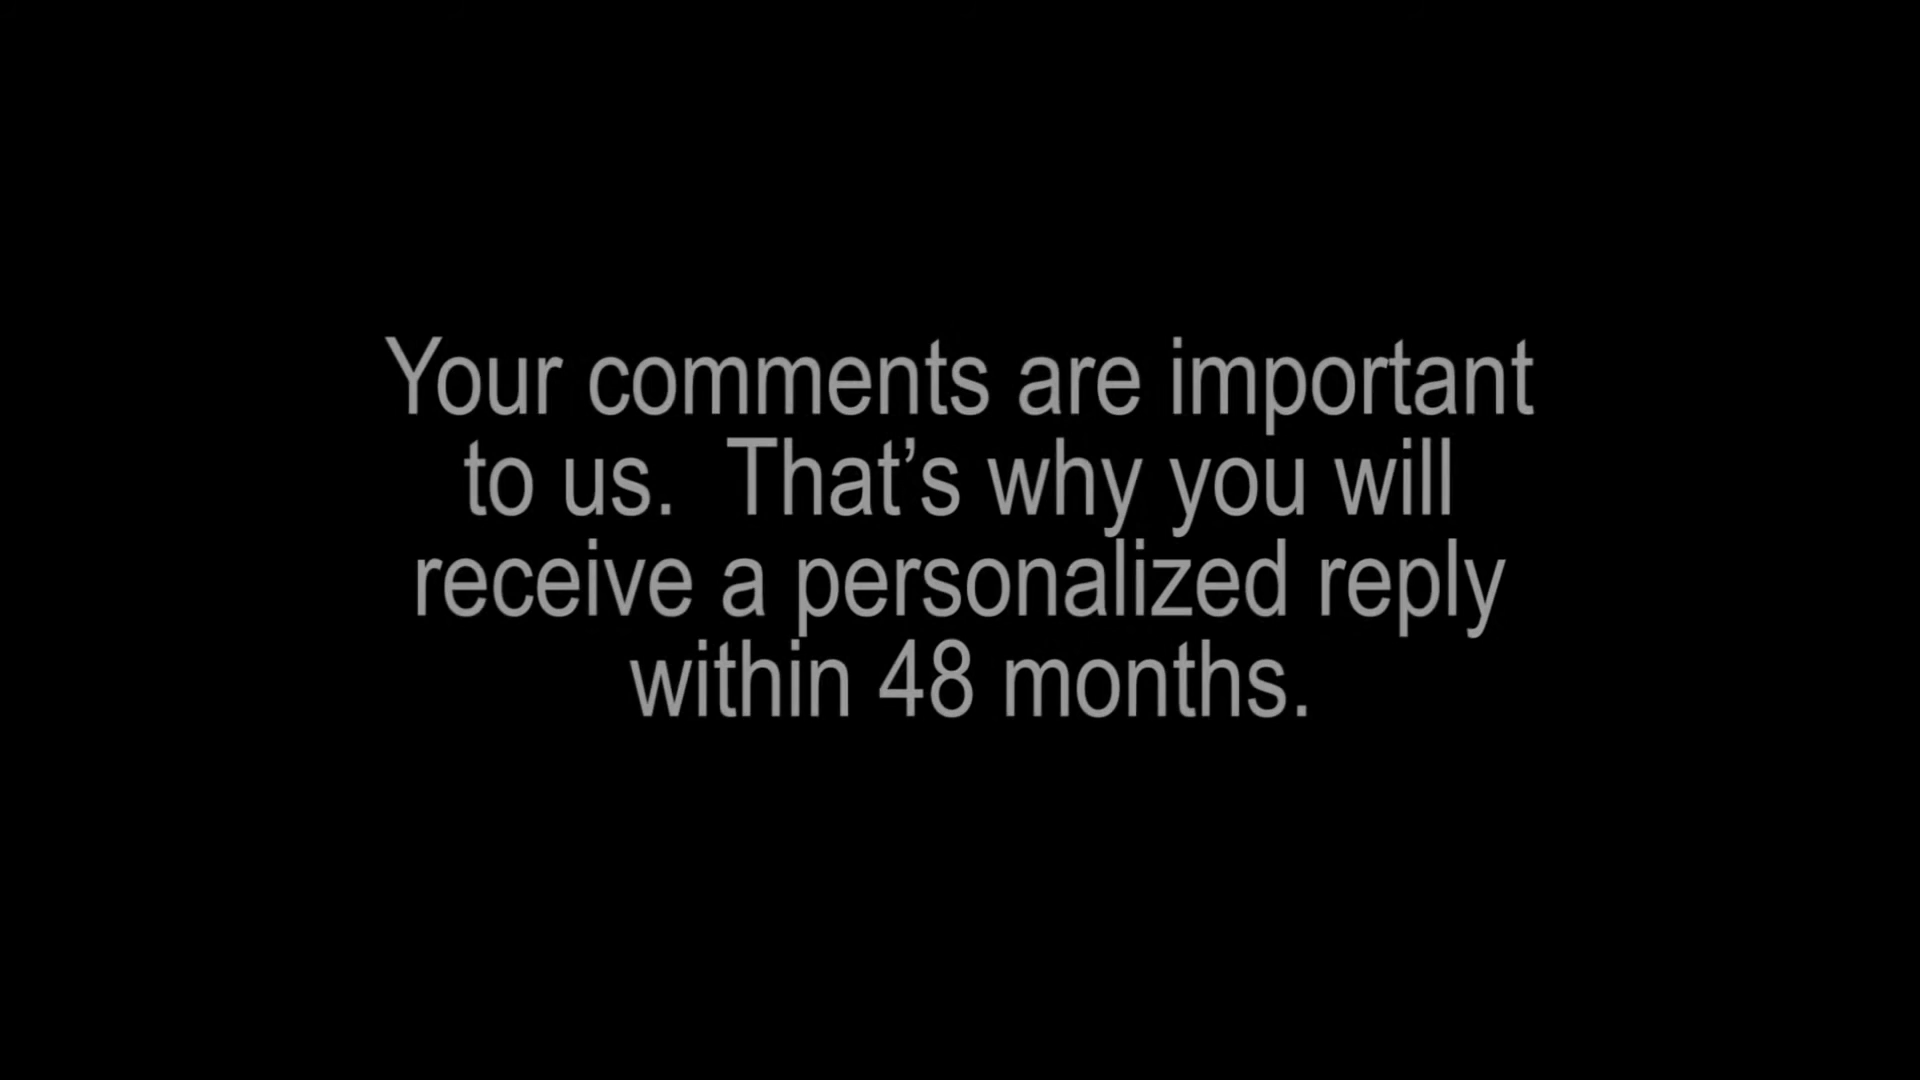 Your comments are important
to us.  That’s why you will
receive a personalized reply
within 48 months.